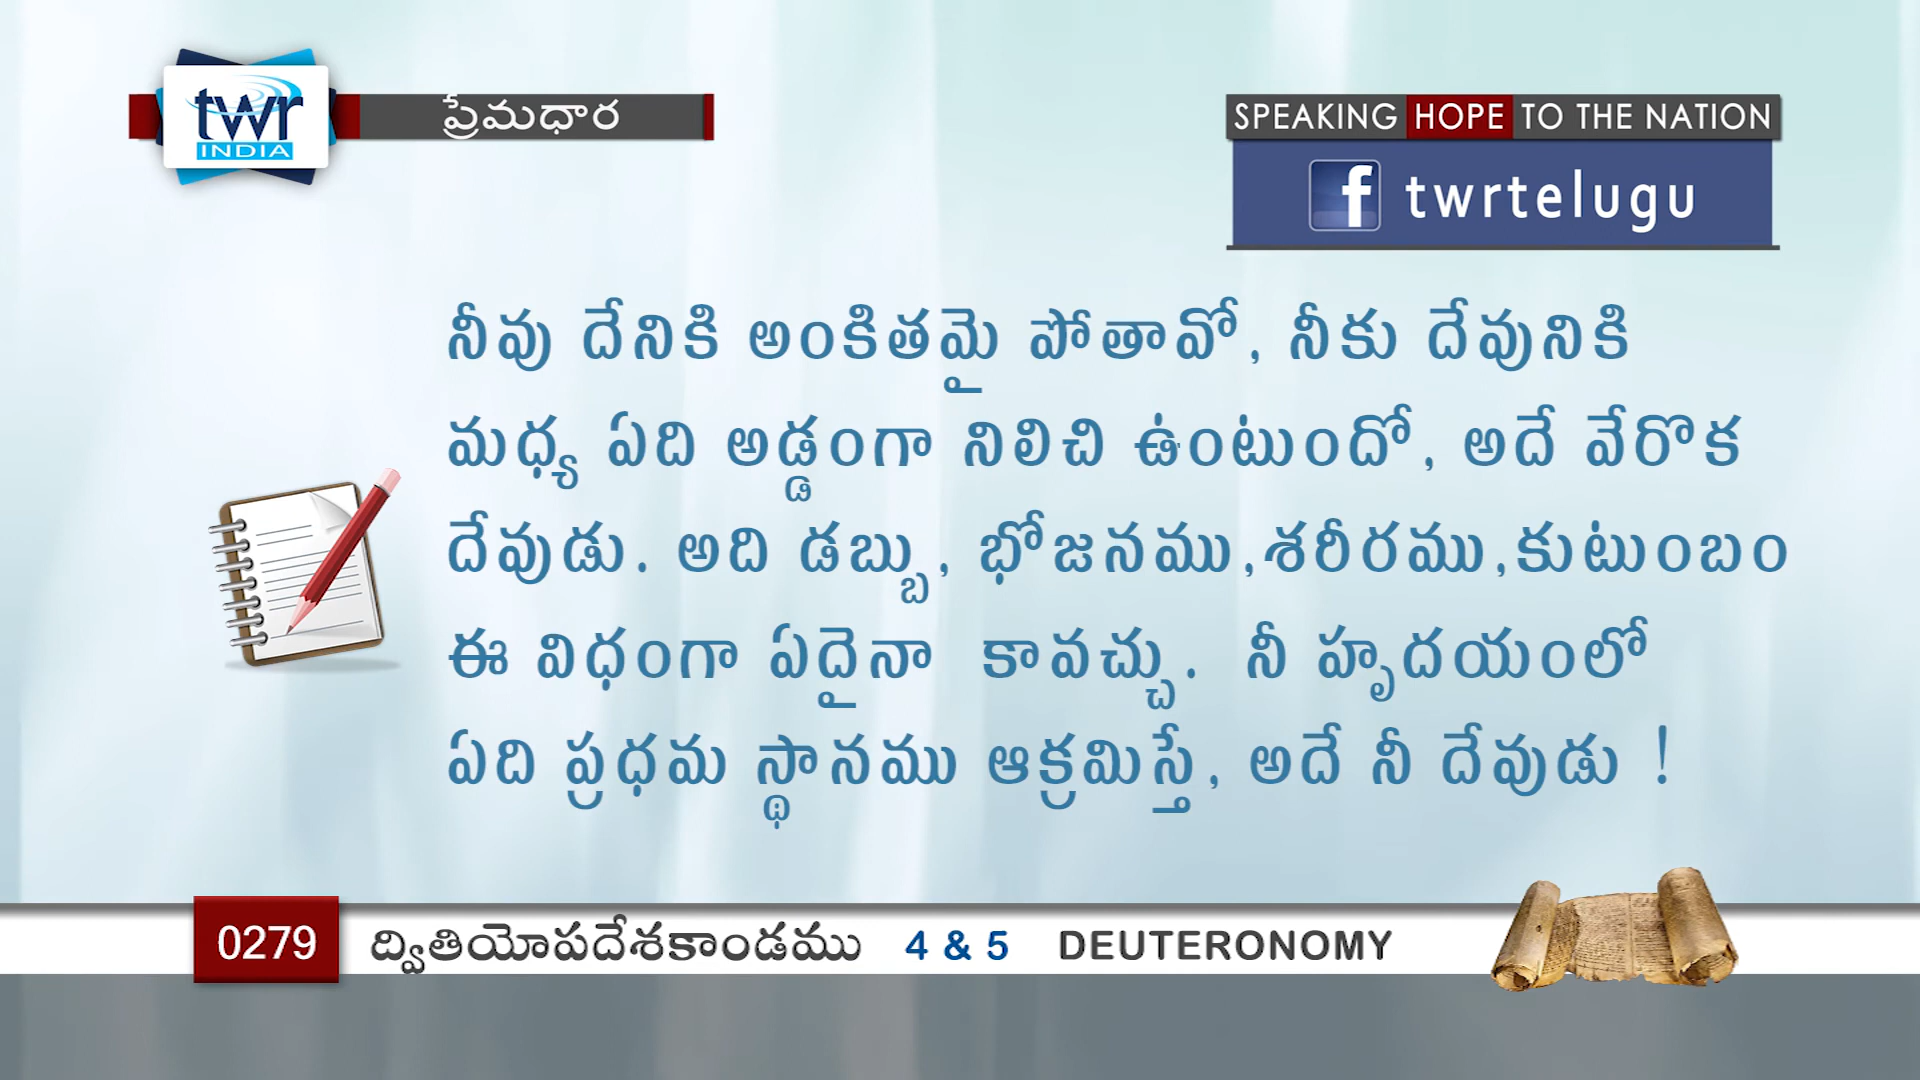 twr
INDIA
ప్రేమధార
SPEAKING HOPE TO THE NATION
f twrtelugu
నీవు దేనికి అంకితమై పోతావో, నీకు దేవునికి
మధ్య ఏది అడ్డంగా నిలిచి ఉంటుందో, అదే వేరొక
దేవుడు. అది డబ్బు, భోజనము,శరీరము,కుటుంబం
ఈ విధంగా ఏదైనా కావచ్చు. నీ హృదయంలో
ఏది ప్రధమ స్థానము ఆక్రమిస్తే, అదే నీ దేవుడు !
0279 ద్వితియోపదేశకాండము 4 & 5 DEUTERONOMY